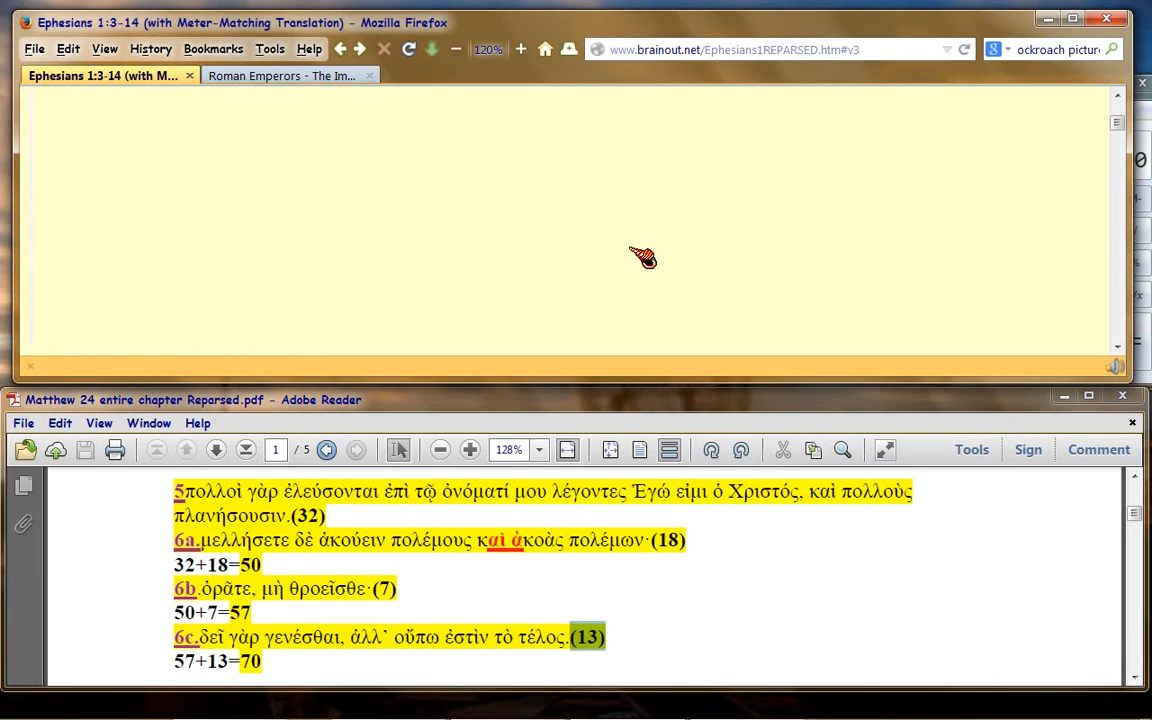 Ephesians 1:3-14 (with Meter-Matching Translation) - Mozilla Firefox
File Edit View History Bookmarks Tools Help 120% www.brainout.net/Ephesians1REPARSED.htm#v3 ockroach picture
Ephesians 1:3-14 (with M... Roman Emperors - The Im...
Matthew 24 entire chapter Reparsed.pdf - Adobe Reader
File Edit View Window Help
1 / 5 128% Tools Sign Comment
5πολλοὶ γὰρ ἐλεύσονται ἐπὶ τῷ ὀνόματί μου λέγοντες Ἐγώ εἰμι ὁ Χριστός, καὶ πολλοὺς
πλανήσουσιν.(32)
6a.μελλήσετε δὲ ἀκούειν πολέμους καὶ ἀκοὰς πολέμων·(18)
32+18=50
6b.ὁρᾶτε, μὴ θροεῖσθε·(7)
50+7=57
6c.δεῖ γὰρ γενέσθαι, ἀλλ’ οὔπω ἐστὶν τὸ τέλος.(13)
57+13=70